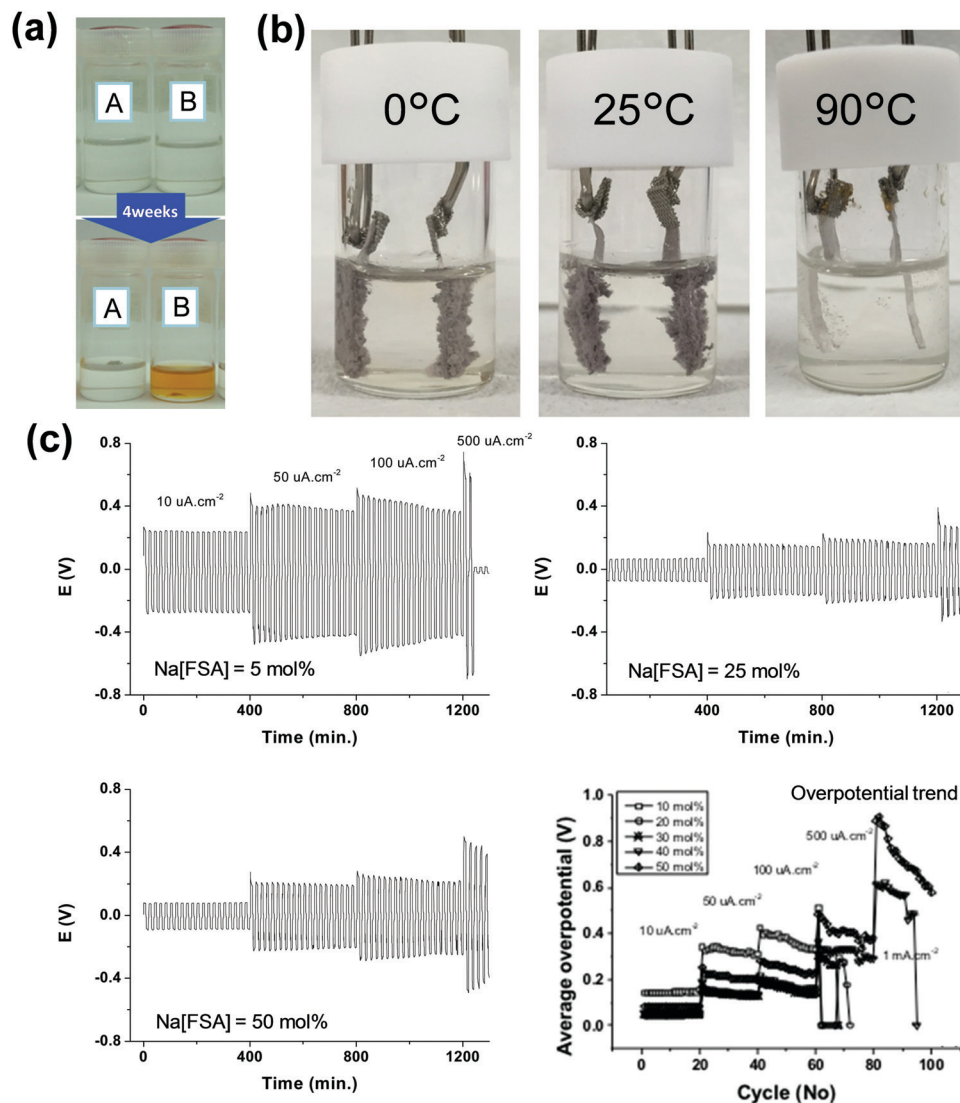 (a)
A B
4weeks
A B
(b)
0°C
25°C
90°C
(c)
0.8
0.4
0.0
-0.4
-0.8
E (V)
10 uA.cm-2
50 uA.cm-2
100 uA.cm-2
500 uA.cm-2
Na[FSA] = 5 mol%
0 400 800 1200
Time (min.)
0.8
0.4
0.0
-0.4
-0.8
E (V)
Na[FSA] = 25 mol%
400 800 1200
Time (min.)
0.8
0.4
0.0
-0.4
-0.8
E (V)
Na[FSA] = 50 mol%
0 400 800 1200
Time (min.)
Overpotential trend
1.0
0.8
0.6
0.4
0.2
0.0
Average overpotential (V)
10 mol%
20 mol%
30 mol%
40 mol%
50 mol%
10 uA.cm-2
50 uA.cm-2
100 uA.cm-2
500 uA.cm-2
1 mA.cm-2
0 20 40 60 80 100
Cycle (No)